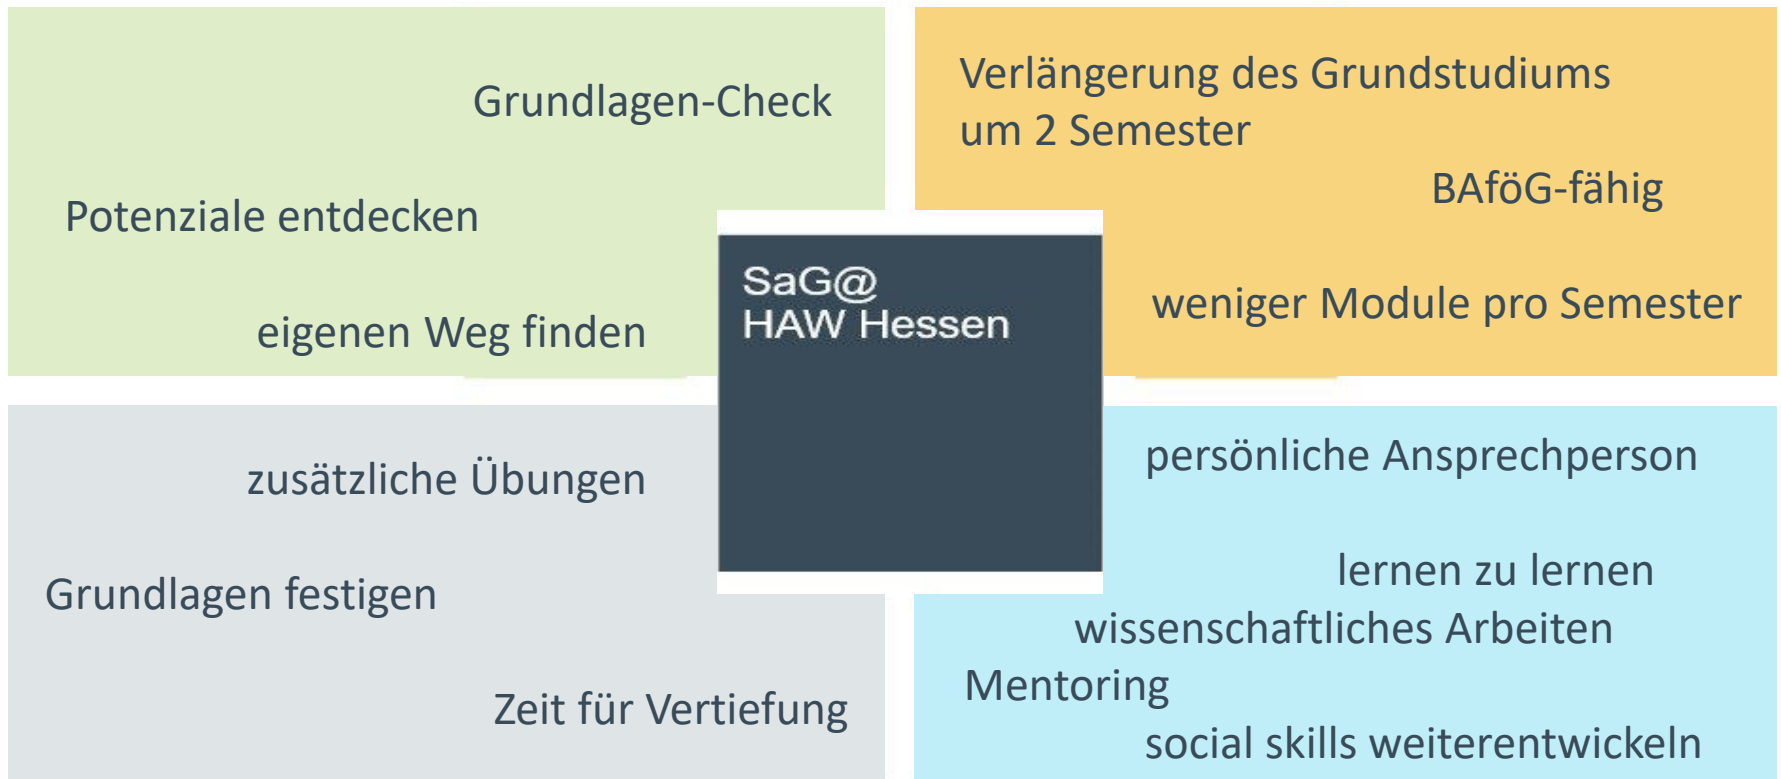 Grundlagen-Check
Potenziale entdecken
eigenen Weg finden
Verlängerung des Grundstudiums
um 2 Semester
BAföG-fähig
weniger Module pro Semester
SaG@
HAW Hessen
zusätzliche Übungen
Grundlagen festigen
Zeit für Vertiefung
persönliche Ansprechperson
lernen zu lernen
wissenschaftliches Arbeiten
Mentoring
social skills weiterentwickeln